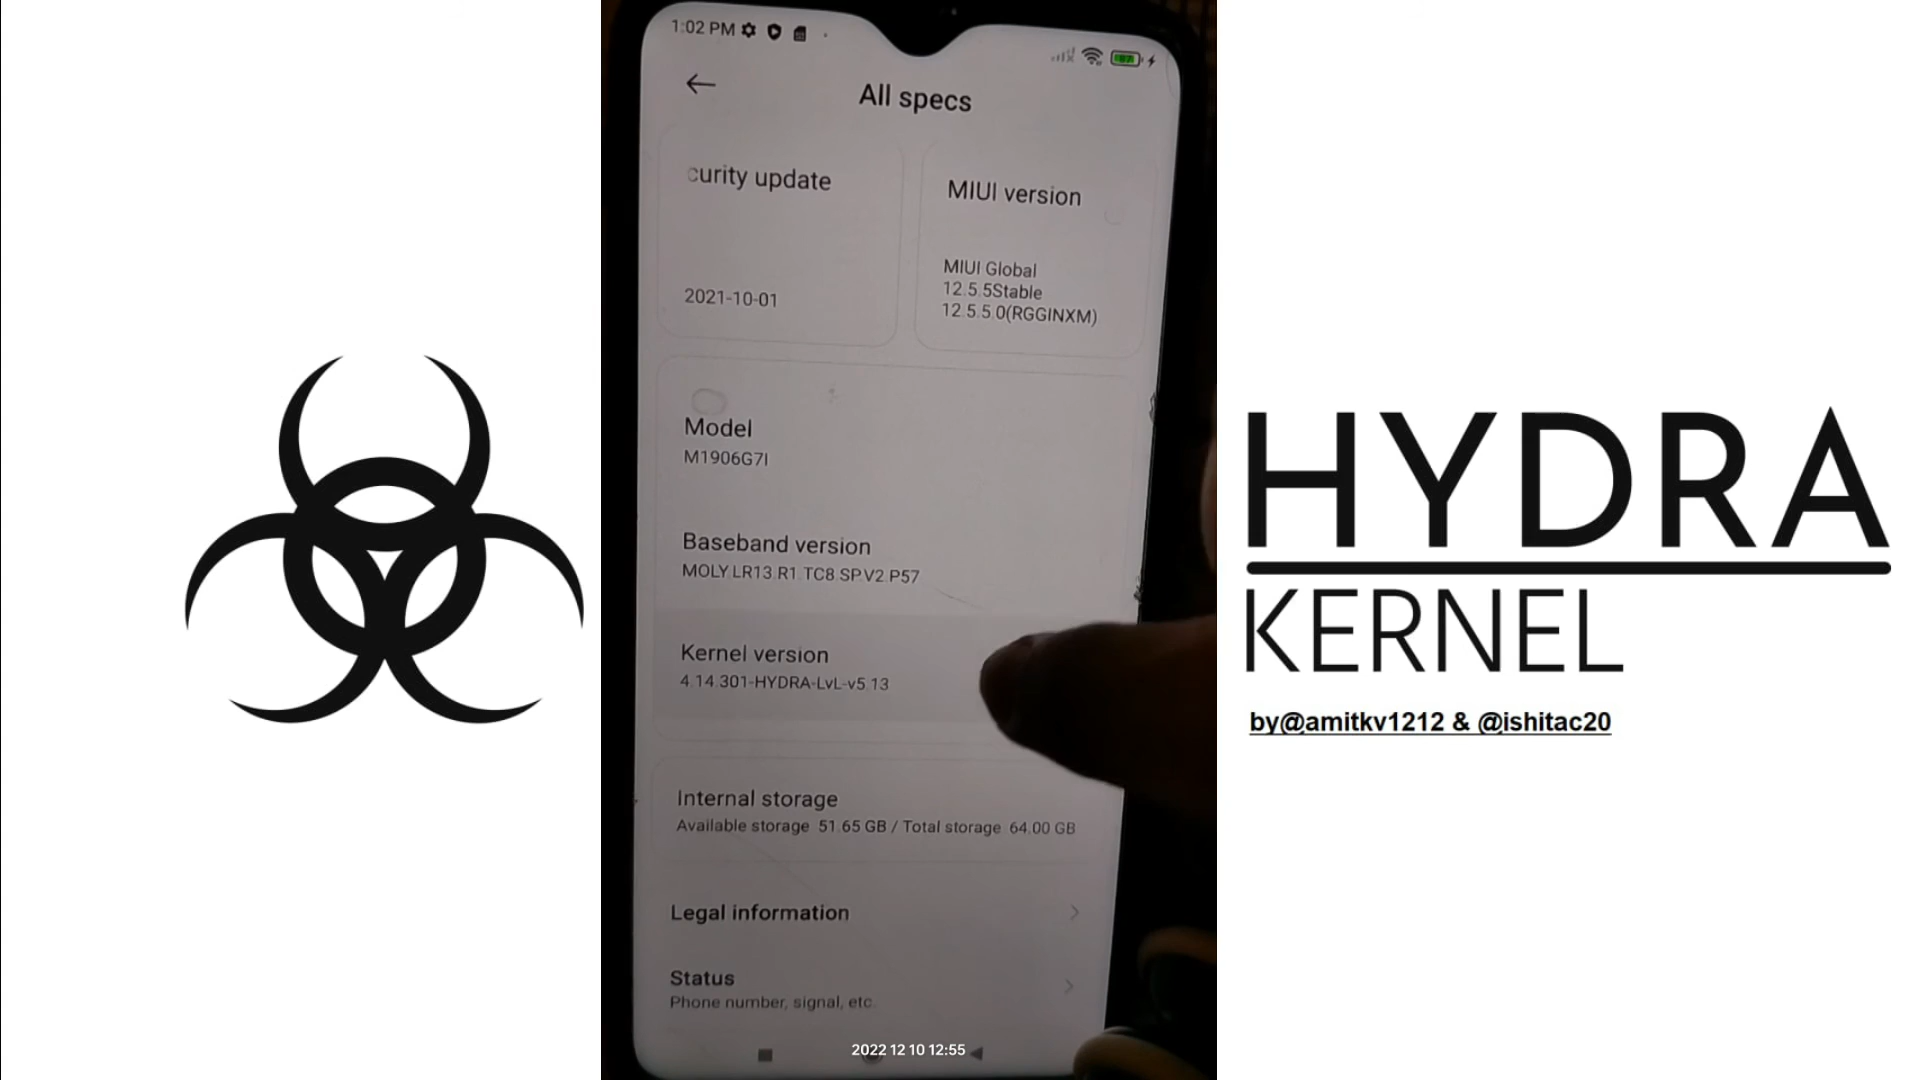 1:02 PM
All specs
curity update
2021-10-01
MIUI version
MIUI Global
12.5.5Stable
12.5.5.0(RGGINXM)
Model
M1906G7I
Baseband version
MOLY.LR13.R1.TC8.SP.V2.P57
Kernel version
4.14.301-HYDRA-LvL-v5.13
Internal storage
Available storage 51.65 GB / Total storage 64.00 GB
Legal information
Status
Phone number, signal, etc.
2022 12 10 12:55
HYDRA
KERNEL
by@amitkv1212 & @ishitac20